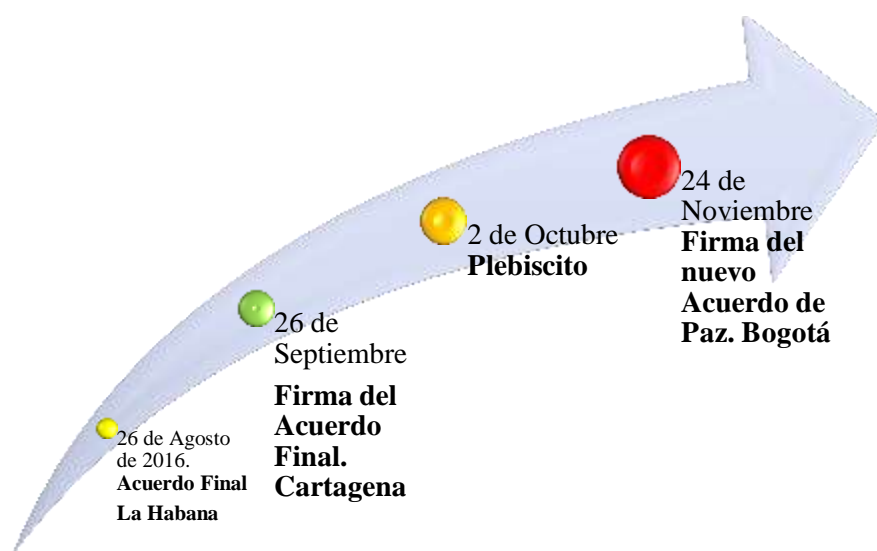 26 de Agosto
de 2016.
Acuerdo Final
La Habana
26 de
Septiembre
Firma del
Acuerdo
Final.
Cartagena
2 de Octubre
Plebiscito
24 de
Noviembre
Firma del
nuevo
Acuerdo de
Paz. Bogotá